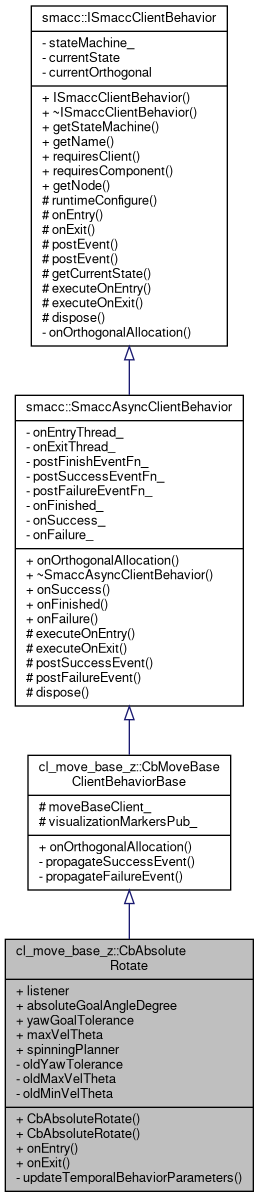 smacc::ISmaccClientBehavior
- stateMachine_
- currentState
- currentOrthogonal
+ ISmaccClientBehavior()
+ ~ISmaccClientBehavior()
+ getStateMachine()
+ getName()
+ requiresClient()
+ requiresComponent()
+ getNode()
# runtimeConfigure()
# onEntry()
# onExit()
# postEvent()
# postEvent()
# getCurrentState()
# executeOnEntry()
# executeOnExit()
# dispose()
- onOrthogonalAllocation()
smacc::SmaccAsyncClientBehavior
- onEntryThread_
- onExitThread_
- postFinishEventFn_
- postSuccessEventFn_
- postFailureEventFn_
- onFinished_
- onSuccess_
- onFailure_
+ onOrthogonalAllocation()
+ ~SmaccAsyncClientBehavior()
+ onSuccess()
+ onFinished()
+ onFailure()
# executeOnEntry()
# executeOnExit()
# postSuccessEvent()
# postFailureEvent()
# dispose()
cl_move_base_z::CbMoveBase
ClientBehaviorBase
# moveBaseClient_
# visualizationMarkersPub_
+ onOrthogonalAllocation()
- propagateSuccessEvent()
- propagateFailureEvent()
cl_move_base_z::CbAbsolute
Rotate
+ listener
+ absoluteGoalAngleDegree
+ yawGoalTolerance
+ maxVelTheta
+ spinningPlanner
- oldYawTolerance
- oldMaxVelTheta
- oldMinVelTheta
+ CbAbsoluteRotate()
+ CbAbsoluteRotate()
+ onEntry()
+ onExit()
- updateTemporalBehaviorParameters()